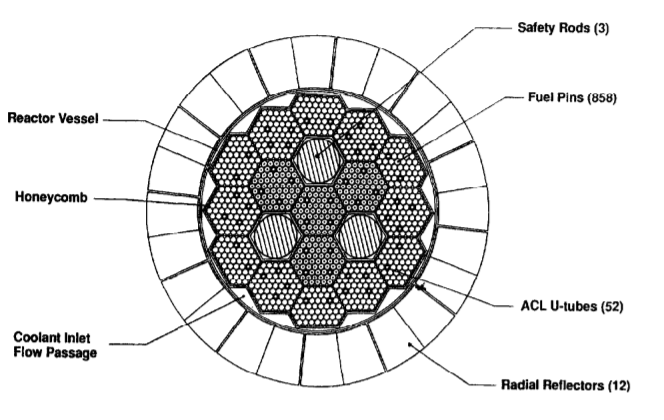 Safety Rods (3)
Fuel Pins (858)
Reactor Vessel
Honeycomb
ACL U-tubes (52)
Coolant Inlet
Flow Passage
Radial Reflectors (12)